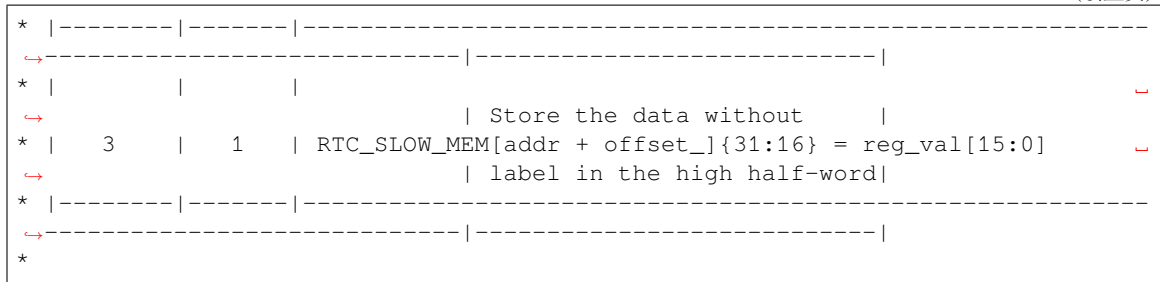 * |--------|-------|-----------------------------------------------------------
↪-----------------------------|----------------------------|
* |        |       |                                                          ␣
↪                             | Store the data without     |
* |   3    |   1   | RTC_SLOW_MEM[addr + offset_]{31:16} = reg_val[15:0]      ␣
↪                             | label in the high half-word|
* |--------|-------|-----------------------------------------------------------
↪-----------------------------|----------------------------|
*